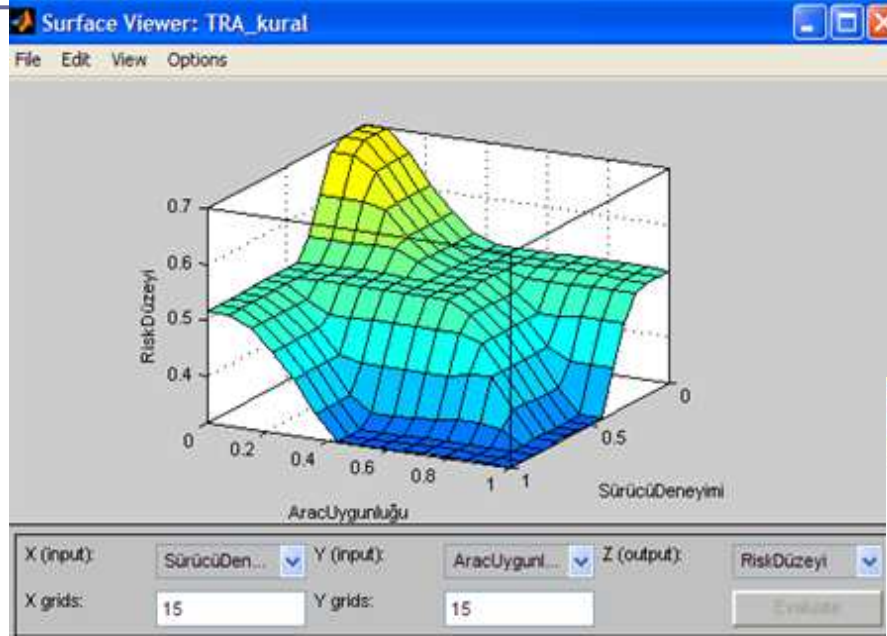 Surface Viewer: TRA_kural
File Edit View Options
0.7
0.6
0.5
0.4
RiskDüzeyi
0
0.2
0.4
0.6
0.8
1
AracUygunluğu
1
0.5
0
SürücüDeneyimi
X (input): SürücüDen... Y (input): AracUygunl... Z (output): RiskDüzeyi
X grids: 15 Y grids: 15 Evaluate